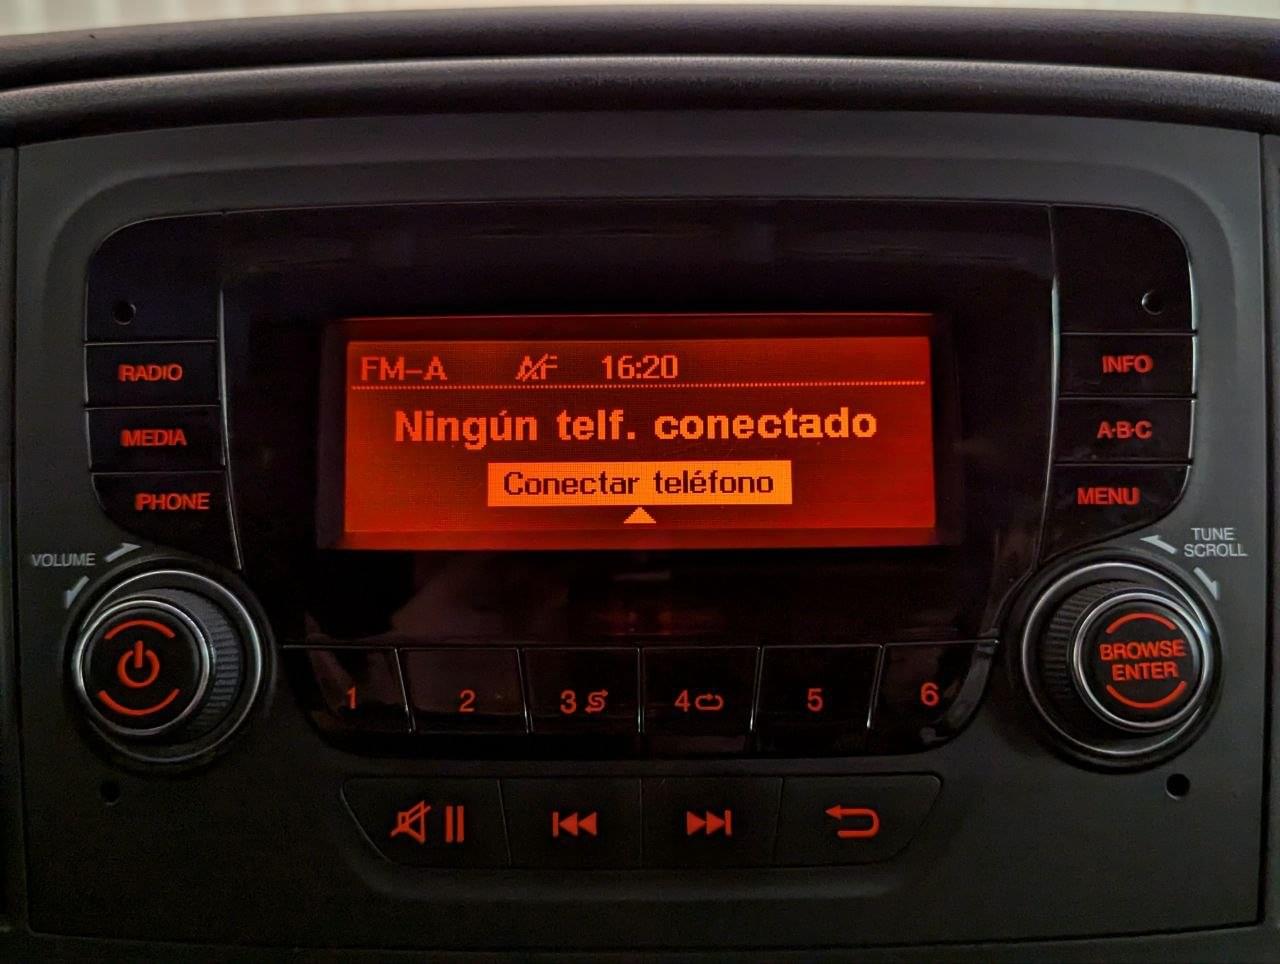 FM-A AF 16:20
Ningún telf. conectado
Conectar teléfono
RADIO
MEDIA
PHONE
INFO
A·B·C
MENU
VOLUME
TUNE
SCROLL
BROWSE
ENTER
1 2 3 4 5 6